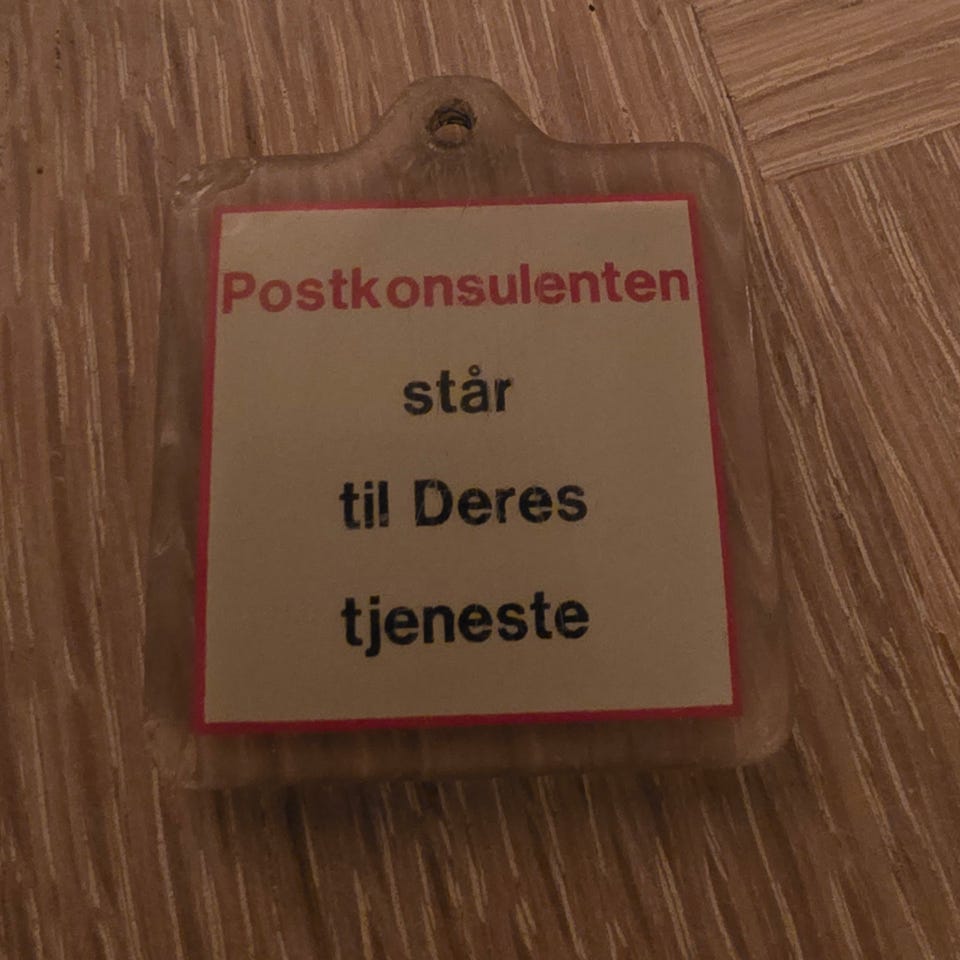 Postkonsulenten
står
til Deres
tjeneste